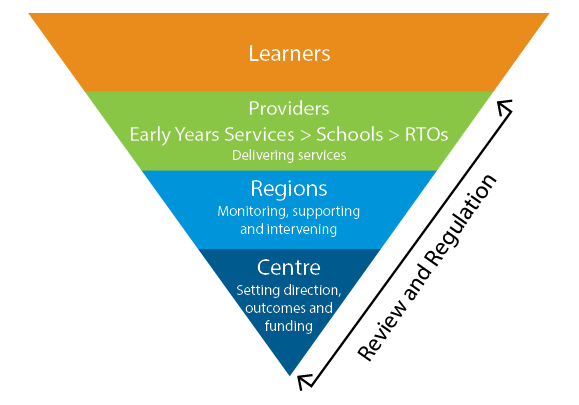 Learners
Providers
Early Years Services > Schools > RTOs
Delivering services
Regions
Monitoring, supporting
and intervening
Centre
Setting direction,
outcomes and
funding
Review and Regulation